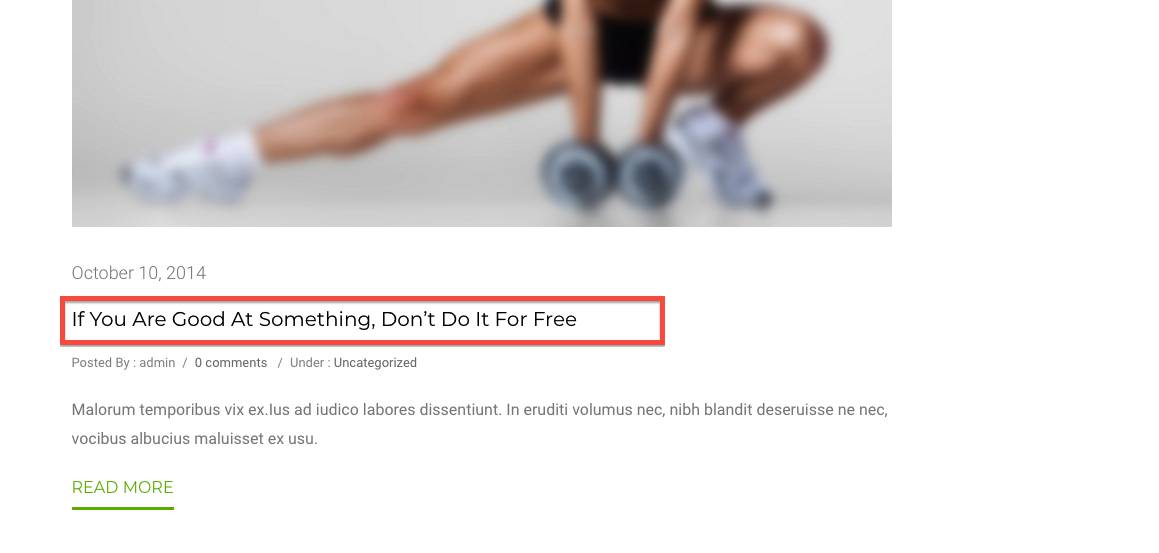 October 10, 2014
If You Are Good At Something, Don’t Do It For Free
Posted By : admin / 0 comments / Under : Uncategorized
Malorum temporibus vix ex.Ius ad iudico labores dissentiunt. In eruditi volumus nec, nibh blandit deseruisse ne nec,
vocibus albucius maluisset ex usu.
READ MORE